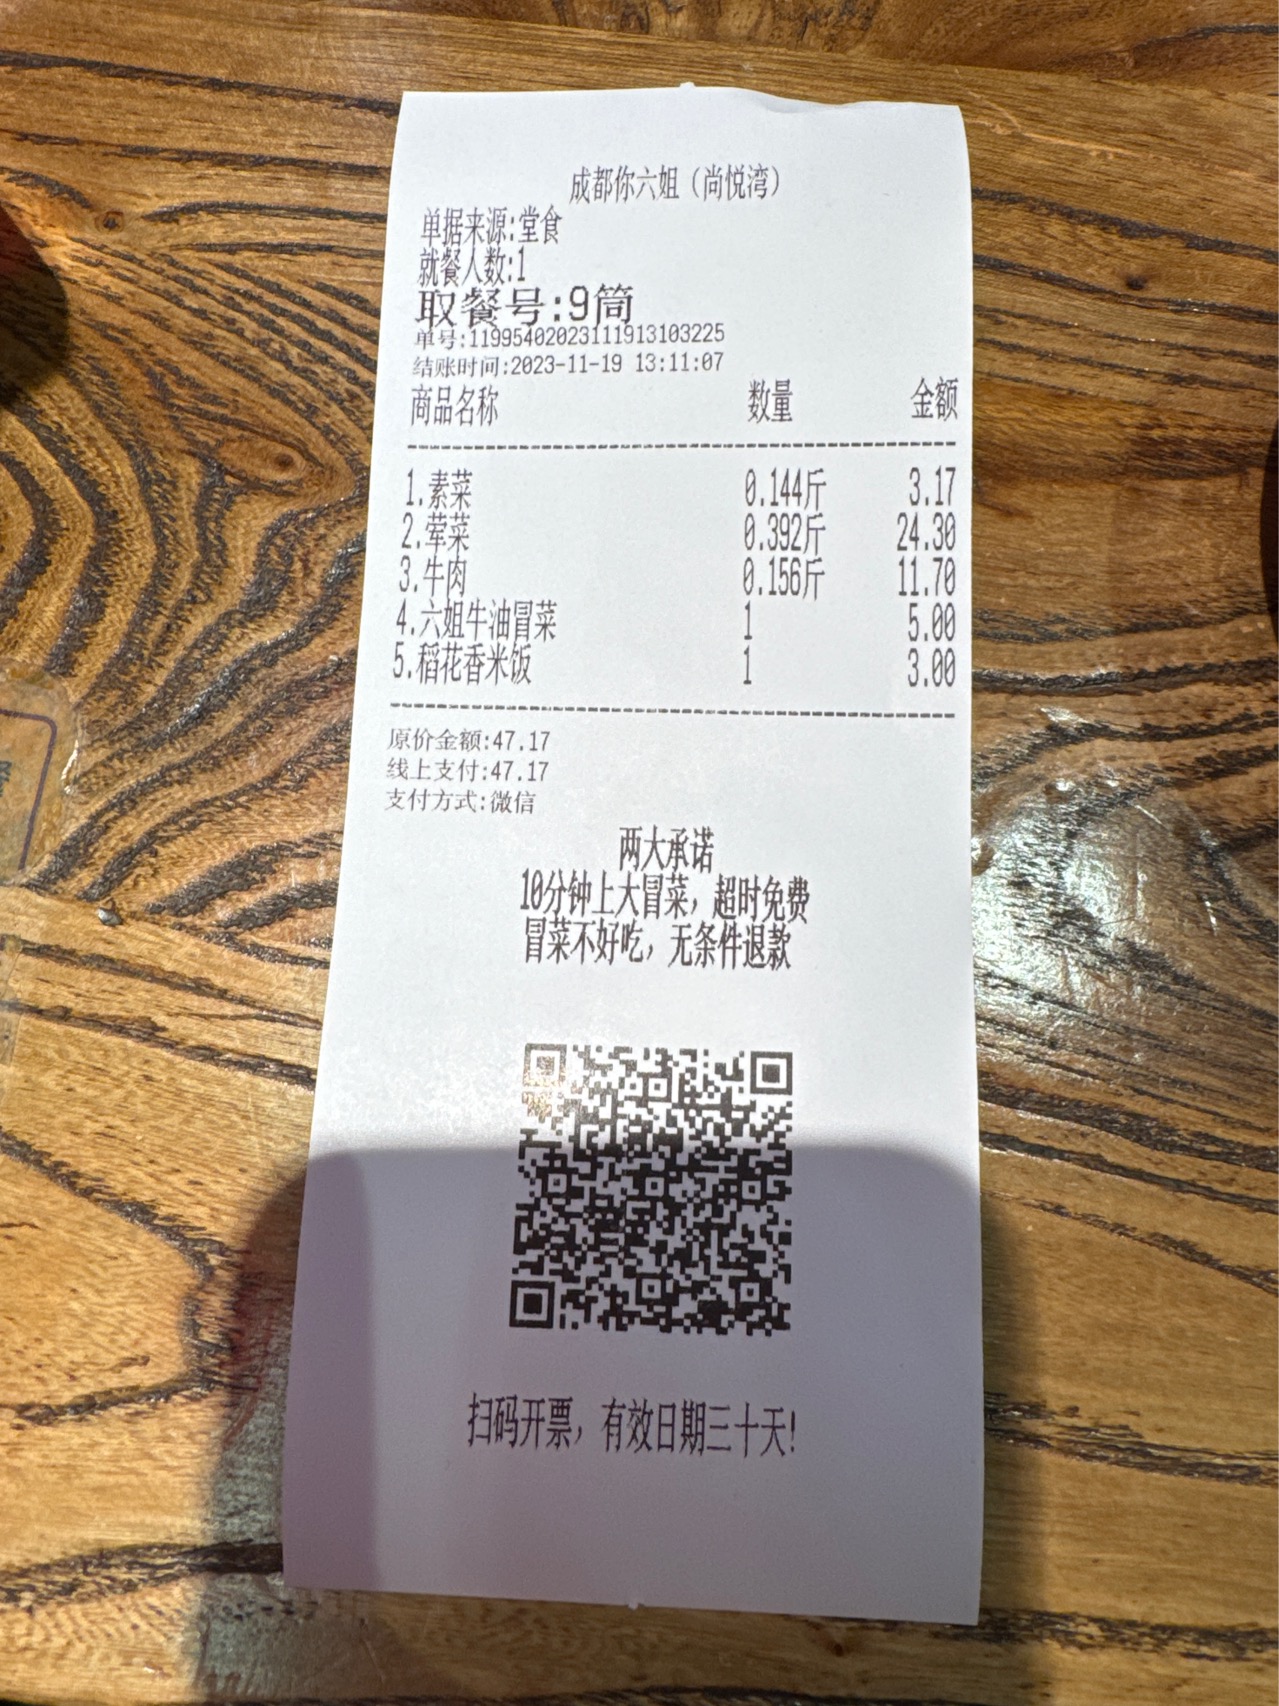 成都你六姐（尚悦湾）
单据来源:堂食
就餐人数:1
取餐号:9筒
单号:119954020231119131032​25
结账时间:2023-11-19 13:11:07
商品名称 数量 金额
1.素菜 0.144斤 3.17
2.荤菜 0.392斤 24.30
3.牛肉 0.156斤 11.70
4.六姐牛油冒菜 1 5.00
5.稻花香米饭 1 3.00
原价金额:47.17
线上支付:47.17
支付方式:微信
两大承诺
10分钟上大冒菜，超时免费
冒菜不好吃，无条件退款
扫码开票，有效日期三十天!